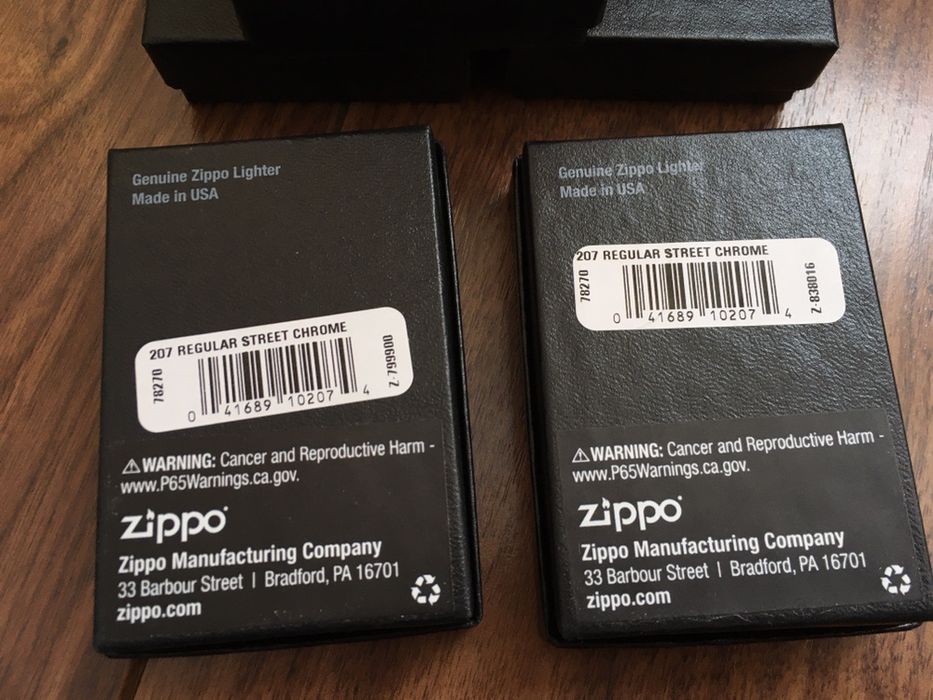 Genuine Zippo Lighter
Made in USA
207 REGULAR STREET CHROME
78270
0 41689 10207 4
Z-799900
⚠WARNING: Cancer and Reproductive Harm -
www.P65Warnings.ca.gov.
zippo
Zippo Manufacturing Company
33 Barbour Street | Bradford, PA 16701
zippo.com
Genuine Zippo Lighter
Made in USA
207 REGULAR STREET CHROME
78270
0 41689 10207 4
Z-838016
⚠WARNING: Cancer and Reproductive Harm -
www.P65Warnings.ca.gov.
zippo
Zippo Manufacturing Company
33 Barbour Street | Bradford, PA 16701
zippo.com